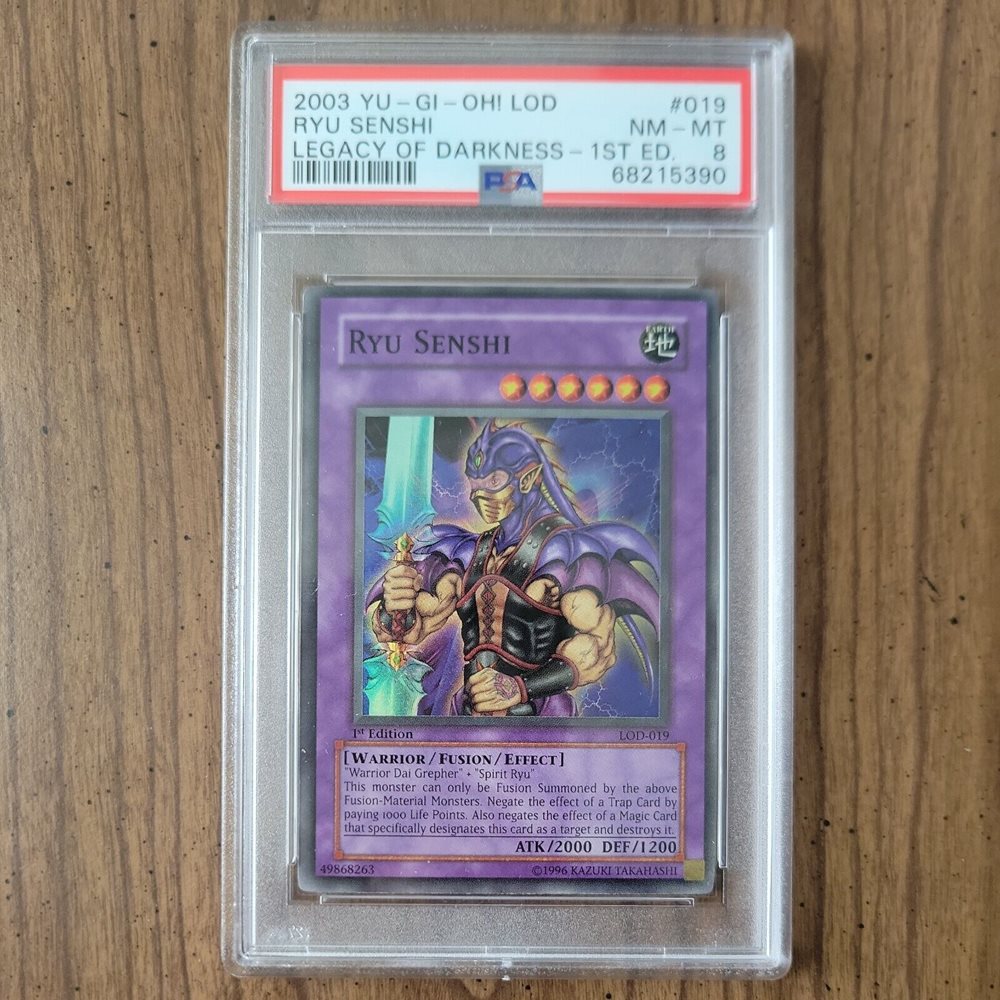 2003 YU-GI-OH! LOD #019
RYU SENSHI NM-MT
LEGACY OF DARKNESS-1ST ED. 8
PSA 68215390
RYU SENSHI
EARTH
地
1st Edition LOD-019
[WARRIOR/FUSION/EFFECT]
"Warrior Dai Grepher" + "Spirit Ryu"
This monster can only be Fusion Summoned by the above
Fusion-Material Monsters. Negate the effect of a Trap Card by
paying 1000 Life Points. Also negates the effect of a Magic Card
that specifically designates this card as a target and destroys it.
ATK/2000 DEF/1200
49868263 ©1996 KAZUKI TAKAHASHI